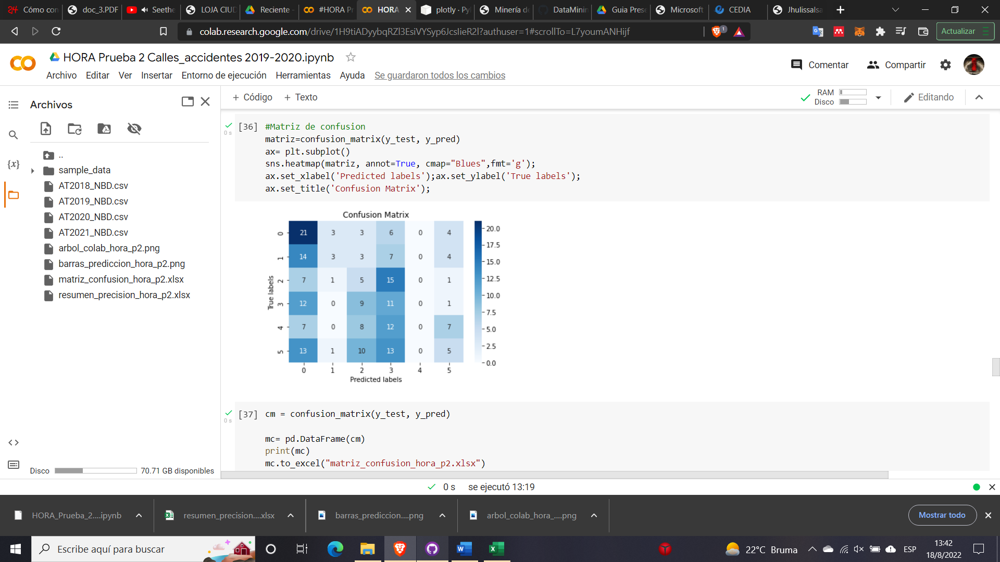 Cómo con
doc_3.PDF
Seethe
LOJA CIUD
Reciente -
#HORA Pr
HORA
plotly · Py
Minería de
DataMinin
Guia Prese
Microsoft
CEDIA
Jhulissalsa
colab.research.google.com/drive/1H9tiADyybqRZl3EsiVYSyp6JcsIieR2l?authuser=1#scrollTo=L7youmANHijf
1
Actualizar
HORA Prueba 2 Calles_accidentes 2019-2020.ipynb
Comentar
Compartir
Archivo Editar Ver Insertar Entorno de ejecución Herramientas Ayuda Se guardaron todos los cambios
Archivos
+ Código + Texto
RAM
Disco
Editando
..
sample_data
AT2018_NBD.csv
AT2019_NBD.csv
AT2020_NBD.csv
AT2021_NBD.csv
arbol_colab_hora_p2.png
barras_prediccion_hora_p2.png
matriz_confusion_hora_p2.xlsx
resumen_precision_hora_p2.xlsx
Disco 70.71 GB disponibles
{x}
0 s
[36] #Matriz de confusion
matriz=confusion_matrix(y_test, y_pred)
ax= plt.subplot()
sns.heatmap(matriz, annot=True, cmap="Blues",fmt='g');
ax.set_xlabel('Predicted labels');ax.set_ylabel('True labels');
ax.set_title('Confusion Matrix');
Confusion Matrix
True labels
0 21 3 3 6 0 4
1 14 3 3 7 0 4
2 7 1 5 15 0 1
3 12 0 9 11 0 1
4 7 0 8 12 0 7
5 13 1 10 13 0 5
0 1 2 3 4 5
Predicted labels
20.0
17.5
15.0
12.5
10.0
7.5
5.0
2.5
0.0
0 s
[37] cm = confusion_matrix(y_test, y_pred)
mc= pd.DataFrame(cm)
print(mc)
mc.to_excel("matriz_confusion_hora_p2.xlsx")
0 s se ejecutó 13:19
HORA_Prueba_2....ipynb
resumen_precision....xlsx
barras_prediccion....png
arbol_colab_hora_....png
Mostrar todo
Escribe aquí para buscar
22°C Bruma
ESP
13:42
18/8/2022